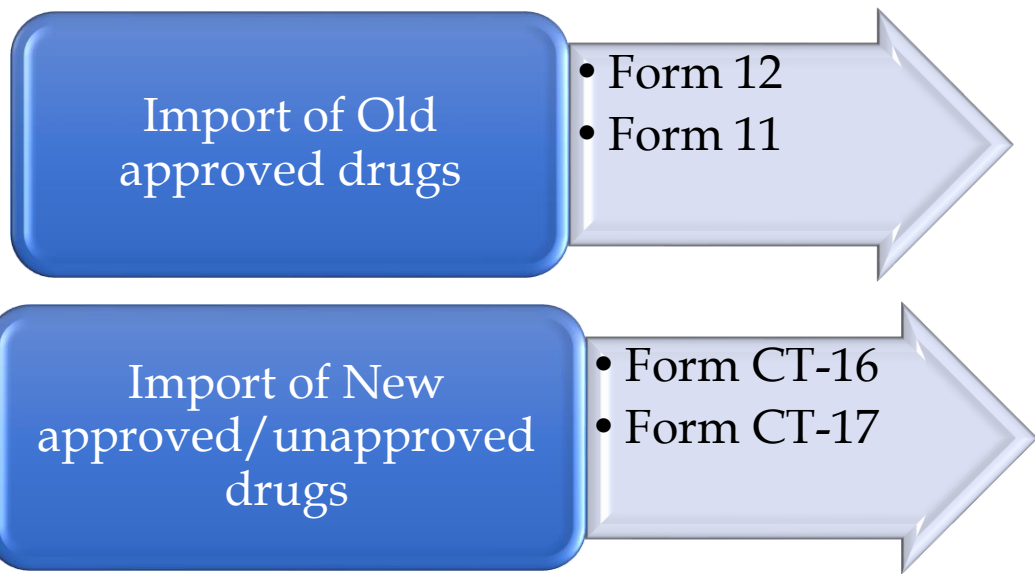 Import of Old
approved drugs
• Form 12
• Form 11
Import of New
approved/unapproved
drugs
• Form CT-16
• Form CT-17